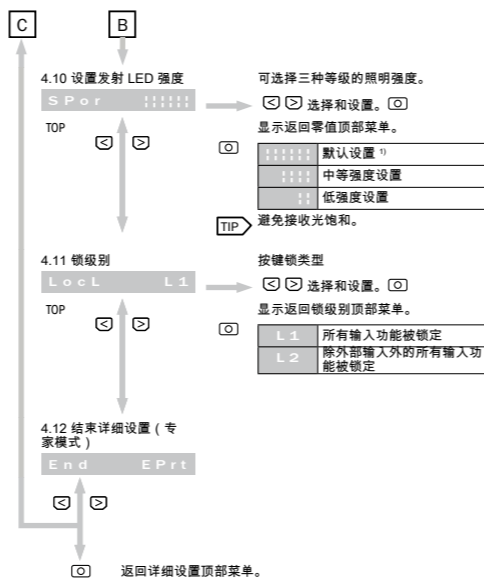 C
B
4.10 设置发射 LED 强度
SPor
TOP
可选择三种等级的照明强度。
选择和设置。
显示返回零值顶部菜单。
默认设置 1)
中等强度设置
低强度设置
TIP 避免接收光饱和。
4.11 锁级别
LocL L1
TOP
按键锁类型
选择和设置。
显示返回锁级别顶部菜单。
L1 所有输入功能被锁定
L2 除外部输入外的所有输入功
能被锁定
4.12 结束详细设置（专
家模式）
End EPrt
返回详细设置顶部菜单。